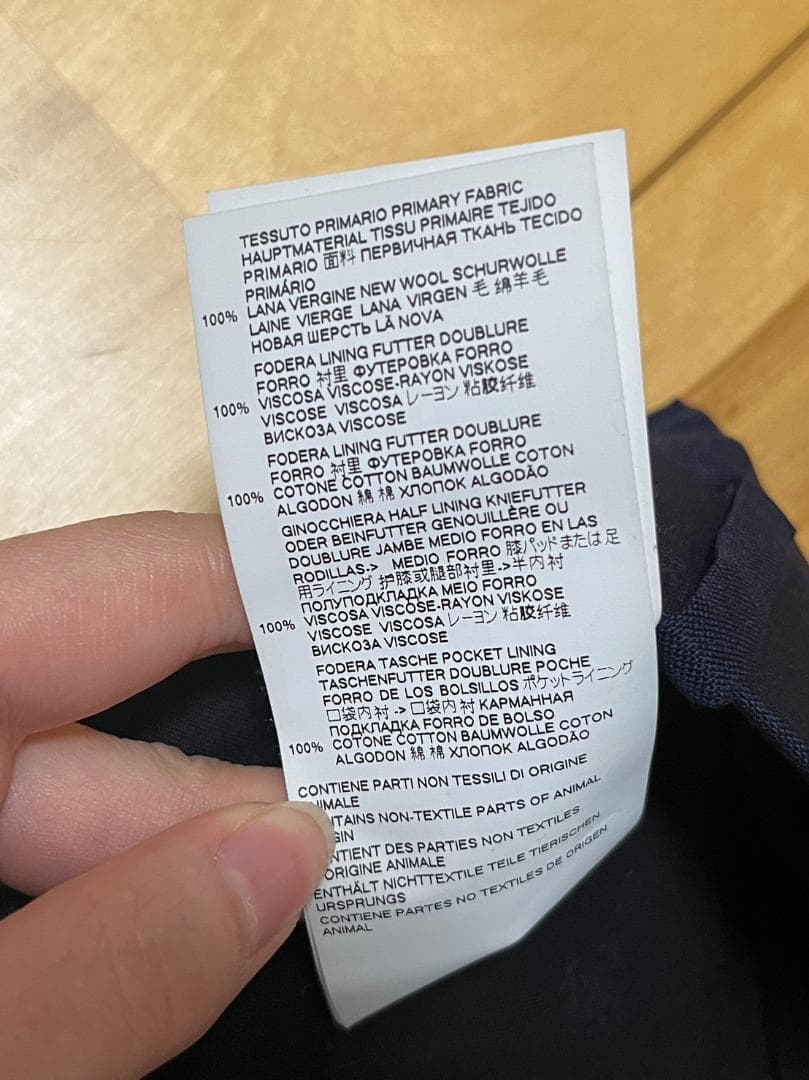 TESSUTO PRIMARIO PRIMARY FABRIC
HAUPTMATERIAL TISSU PRIMAIRE TEJIDO
PRIMARIO 面料 ПЕРВИЧНАЯ ТКАНЬ TECIDO
PRIMÁRIO
100% LANA VERGINE NEW WOOL SCHURWOLLE
LAINE VIERGE LANA VIRGEN 毛 绵羊毛
НОВАЯ ШЕРСТЬ LÃ NOVA
FODERA LINING FUTTER DOUBLURE
FORRO 衬里 ФУТЕРОВКА FORRO
100% VISCOSA VISCOSE-RAYON VISKOSE
VISCOSE VISCOSA レーヨン 粘胶纤维
ВИСКОЗА VISCOSE
FODERA LINING FUTTER DOUBLURE
FORRO 衬里 ФУТЕРОВКА FORRO
100% COTONE COTTON BAUMWOLLE COTON
ALGODON 綿 棉 ХЛОПОК ALGODÃO
GINOCCHIERA HALF LINING KNIEFUTTER
ODER BEINFUTTER GENOUILLÈRE OU
DOUBLURE JAMBE MEDIO FORRO EN LAS
RODILLAS-> MEDIO FORRO 膝パッドまたは足
用ライニング 护膝或腿部衬里->半内衬
ПОЛУПОДКЛАДКА MEIO FORRO
100% VISCOSA VISCOSE-RAYON VISKOSE
VISCOSE VISCOSA レーヨン 粘胶纤维
ВИСКОЗА VISCOSE
FODERA TASCHE POCKET LINING
TASCHENFUTTER DOUBLURE POCHE
FORRO DE LOS BOLSILLOS ポケットライニング
口袋内衬 -> 口袋内衬 КАРМАННАЯ
ПОДКЛАДКА FORRO DE BOLSO
100% COTONE COTTON BAUMWOLLE COTON
ALGODON 綿 棉 ХЛОПОК ALGODÃO
CONTIENE PARTI NON TESSILI DI ORIGINE
IMALE
NTAINS NON-TEXTILE PARTS OF ANIMAL
GIN
NTIENT DES PARTIES NON TEXTILES
ORIGINE ANIMALE
ENTHÄLT NICHTTEXTILE TEILE TIERISCHEN
URSPRUNGS
CONTIENE PARTES NO TEXTILES DE ORIGEN
ANIMAL